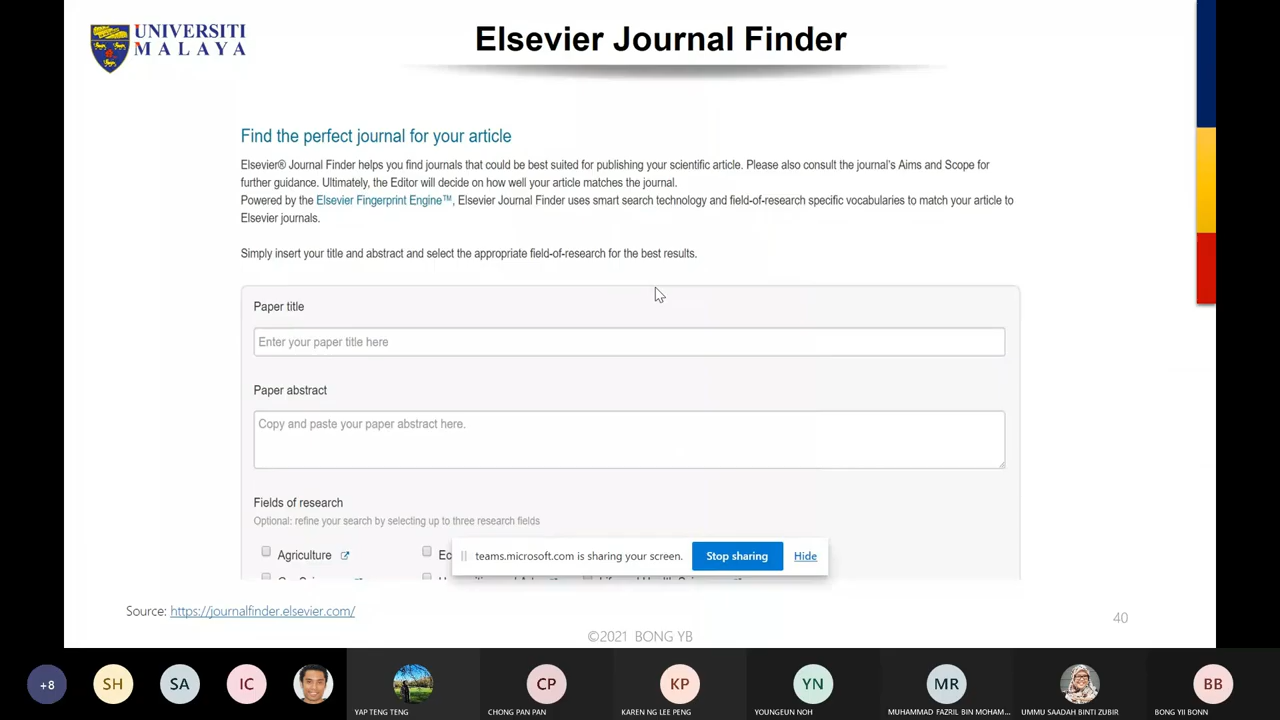 UNIVERSITI
MALAYA
Elsevier Journal Finder
Find the perfect journal for your article
Elsevier® Journal Finder helps you find journals that could be best suited for publishing your scientific article. Please also consult the journal's Aims and Scope for
further guidance. Ultimately, the Editor will decide on how well your article matches the journal.
Powered by the Elsevier Fingerprint Engine™, Elsevier Journal Finder uses smart search technology and field-of-research specific vocabularies to match your article to
Elsevier journals.
Simply insert your title and abstract and select the appropriate field-of-research for the best results.
Paper title
Enter your paper title here
Paper abstract
Copy and paste your paper abstract here.
Fields of research
Optional: refine your search by selecting up to three research fields
Agriculture Ec
teams.microsoft.com is sharing your screen. Stop sharing Hide
Source: https://journalfinder.elsevier.com/
40
©2021 BONG YB
+8 SH SA IC CP KP YN MR BB
YAP TENG TENG CHONG PAN PAN KAREN NG LEE PENG YOUNGEUN NOH MUHAMMAD FAZRIL BIN MOHAM... UMMU SAADAH BINTI ZUBIR BONG YII BONN